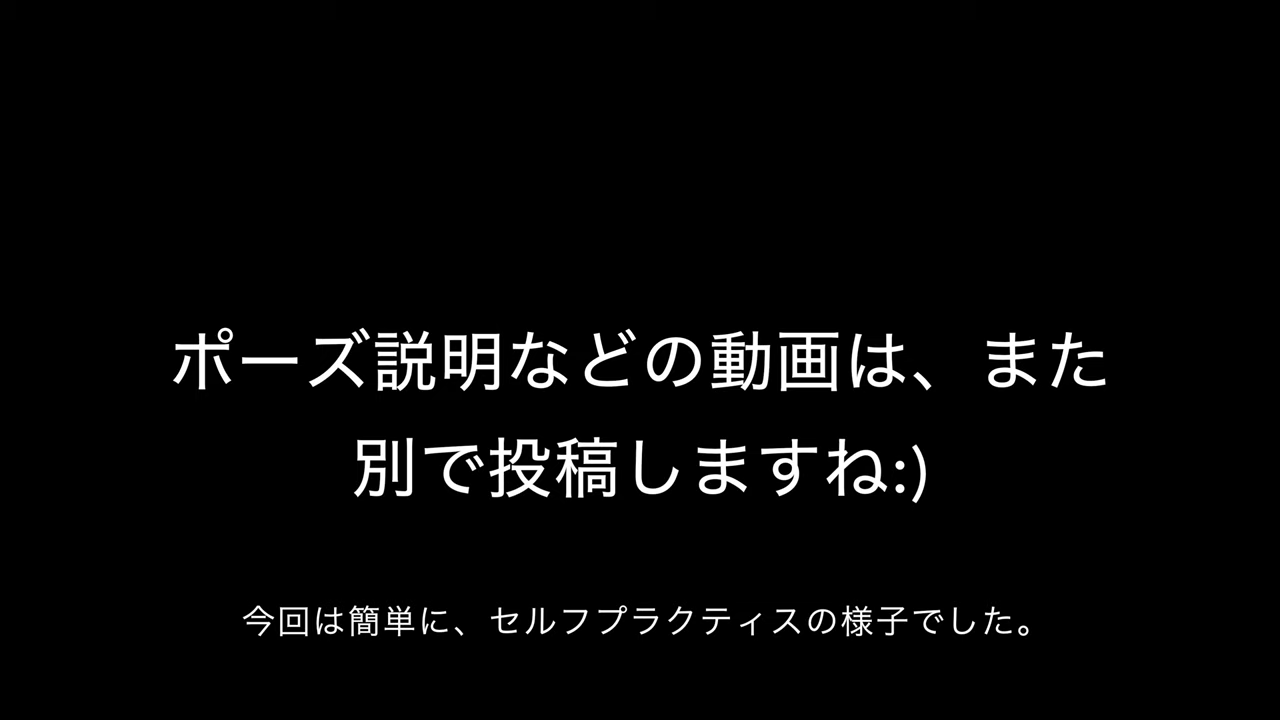 ポーズ説明などの動画は、また
別で投稿しますね:)
今回は簡単に、セルフプラクティスの様子でした。